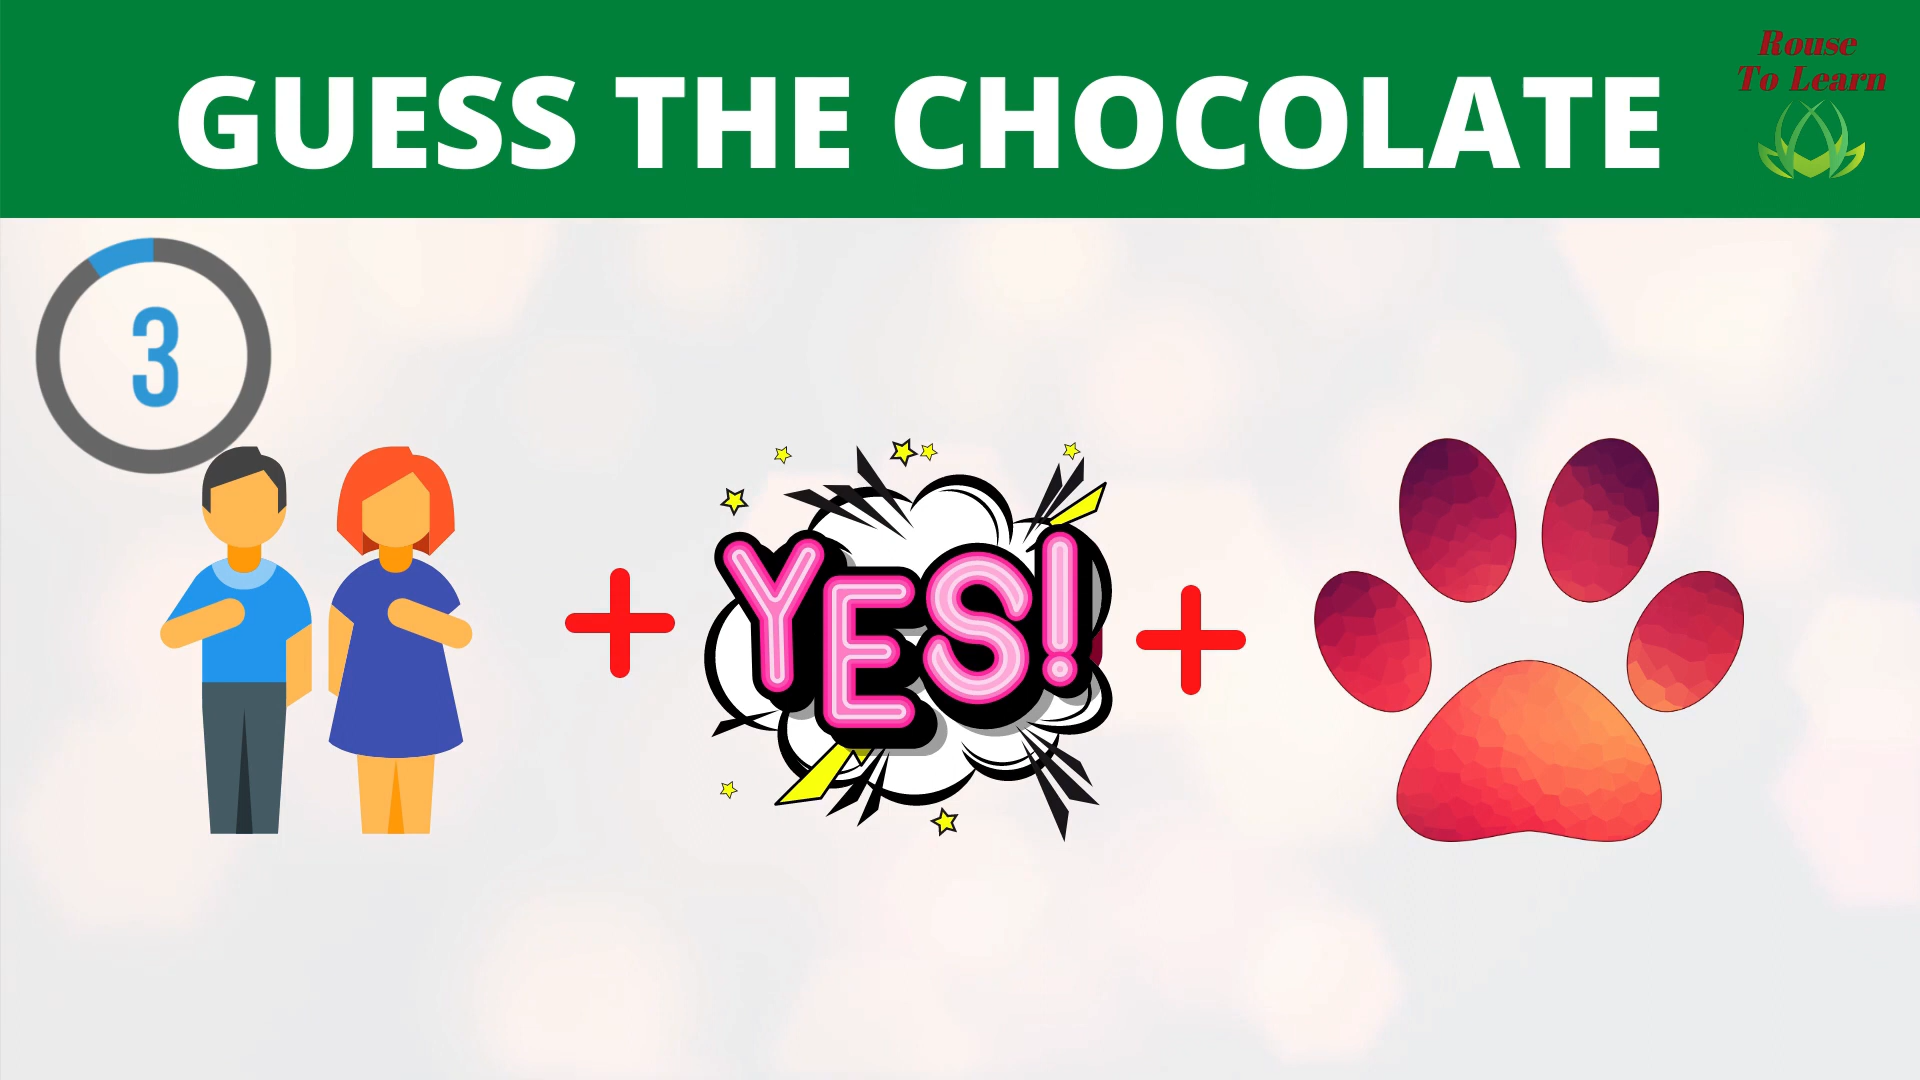 GUESS THE CHOCOLATE
Rouse
To Learn
3
YES!